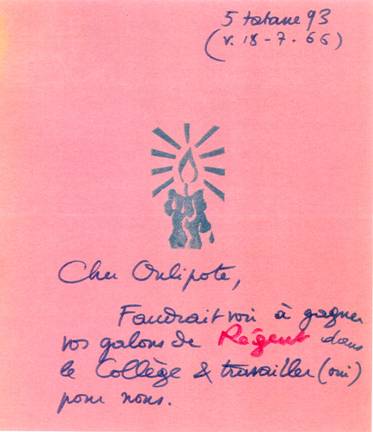 5 tatane 93
(v. 18-7-66)
Cher Oulipote,
Faudrait voir à gagner
vos galons de Régent dans
le Collège & travailler (oui)
pour nous.